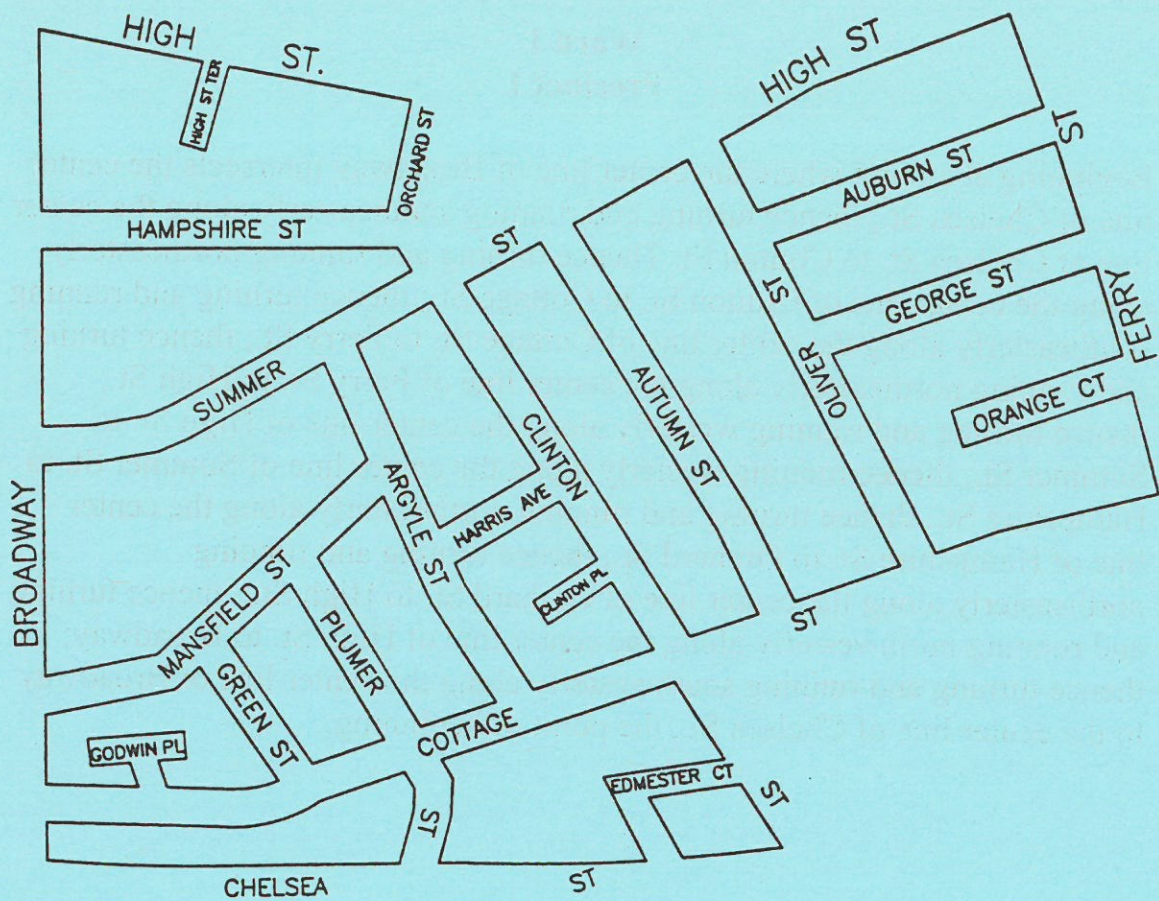 HIGH ST.
HIGH ST TER
ORCHARD ST
HAMPSHIRE ST
HIGH ST
AUBURN ST
GEORGE ST
FERRY ST
ORANGE CT
OLIVER ST
AUTUMN ST
CLINTON ST
SUMMER ST
HARRIS AVE
CLINTON PL
ARGYLE ST
BROADWAY
MANSFIELD ST
PLUMER
GREEN ST
GODWIN PL
COTTAGE ST
EDMESTER CT
ST
CHELSEA ST